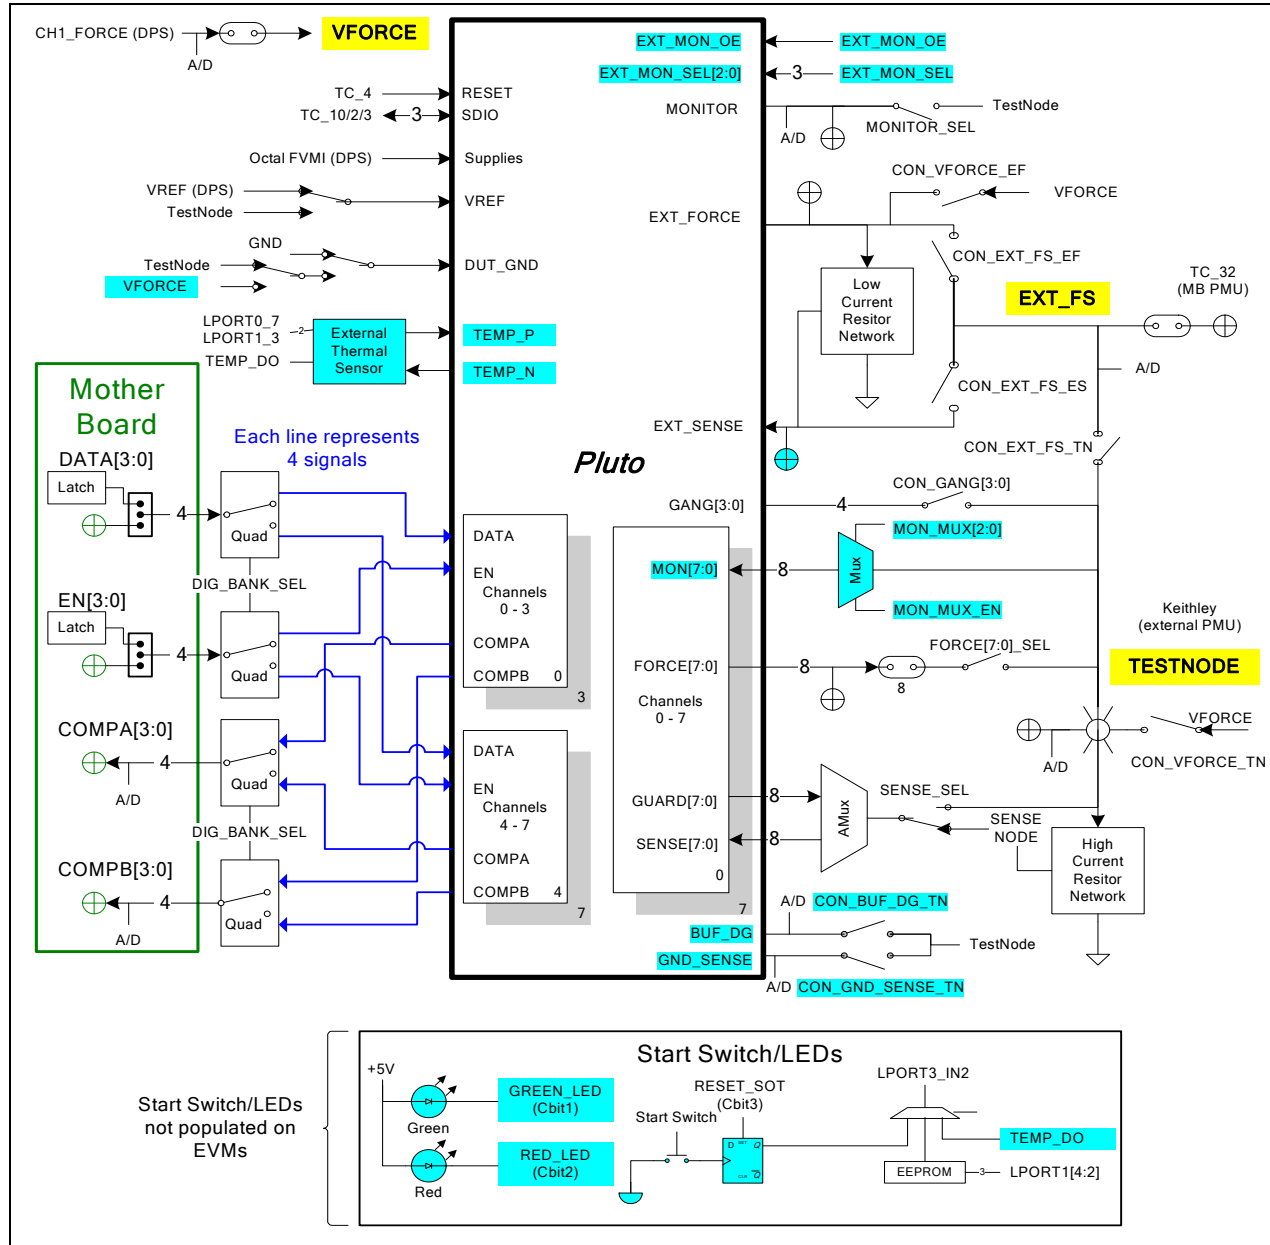 CH1_FORCE (DPS)
VFORCE
A/D
TC_4
RESET
TC_10/2/3
3
SDIO
Octal FVMI (DPS)
Supplies
VREF (DPS)
TestNode
VREF
GND
TestNode
VFORCE
DUT_GND
LPORT0_7
LPORT1_3
2
TEMP_DO
External
Thermal
Sensor
TEMP_P
TEMP_N
EXT_MON_OE
EXT_MON_OE
EXT_MON_SEL[2:0]
3
EXT_MON_SEL
MONITOR
A/D
TestNode
MONITOR_SEL
CON_VFORCE_EF
VFORCE
EXT_FORCE
CON_EXT_FS_EF
Low
Current
Resitor
Network
EXT_FS
TC_32
(MB PMU)
A/D
CON_EXT_FS_ES
EXT_SENSE
CON_EXT_FS_TN
Pluto
Mother
Board
Each line represents
4 signals
DATA[3:0]
Latch
4
Quad
DIG_BANK_SEL
EN[3:0]
Latch
4
Quad
COMPA[3:0]
4
A/D
Quad
DIG_BANK_SEL
COMPB[3:0]
4
A/D
Quad
DATA
EN
Channels
0 - 3
COMPA
COMPB
0
3
DATA
EN
Channels
4 - 7
COMPA
COMPB
4
7
GANG[3:0]
4
CON_GANG[3:0]
MON[7:0]
8
Mux
MON_MUX[2:0]
MON_MUX_EN
FORCE[7:0]
8
8
FORCE[7:0]_SEL
Channels
0 - 7
Keithley
(external PMU)
TESTNODE
A/D
VFORCE
CON_VFORCE_TN
GUARD[7:0]
8
SENSE[7:0]
8
AMux
SENSE_SEL
SENSE
NODE
0
7
High
Current
Resitor
Network
BUF_DG
A/D
CON_BUF_DG_TN
TestNode
GND_SENSE
A/D
CON_GND_SENSE_TN
Start Switch/LEDs
not populated on
EVMs
Start Switch/LEDs
+5V
Green
GREEN_LED
(Cbit1)
Red
RED_LED
(Cbit2)
Start Switch
RESET_SOT
(Cbit3)
D
SET
Q
CLR
Q
LPORT3_IN2
TEMP_DO
EEPROM
3
LPORT1[4:2]